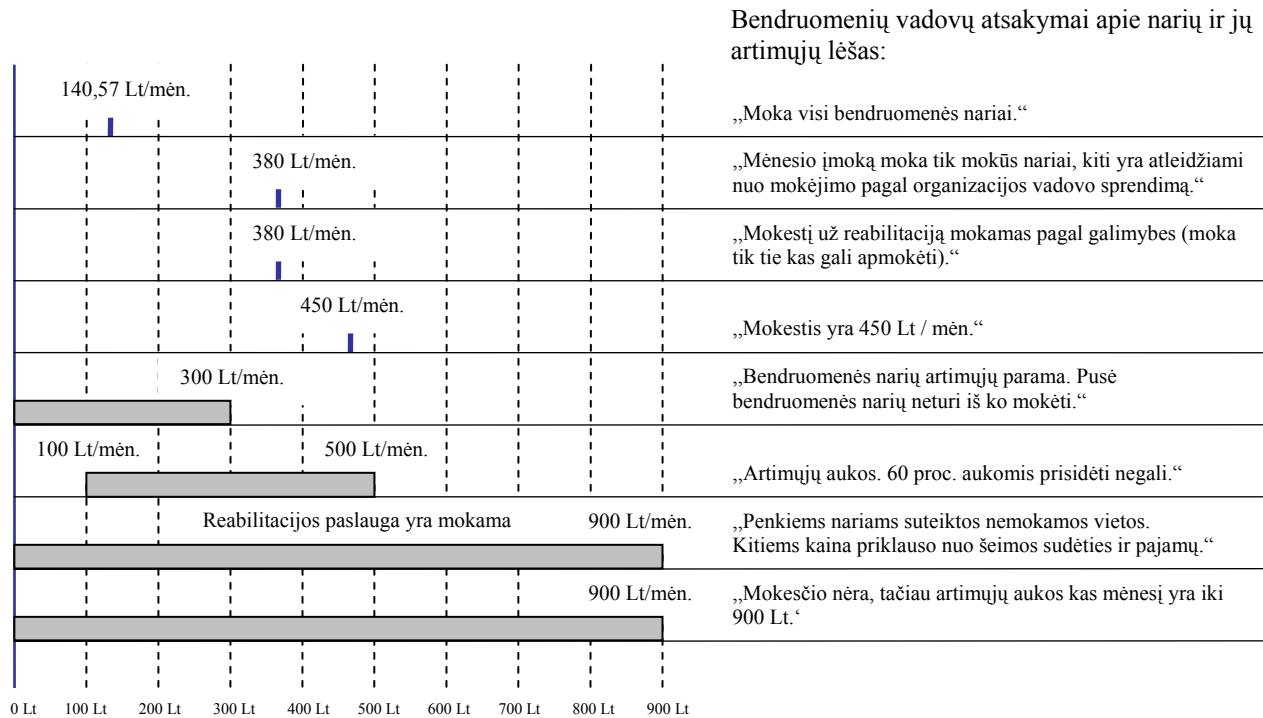 Bendruomenių vadovų atsakymai apie narių ir jų
artimųjų lėšas:
140,57 Lt/mėn.
,,Moka visi bendruomenės nariai.“
380 Lt/mėn.
,,Mėnesio įmoką moka tik mokūs nariai, kiti yra atleidžiami
nuo mokėjimo pagal organizacijos vadovo sprendimą.“
380 Lt/mėn.
,,Mokestį už reabilitaciją mokamas pagal galimybes (moka
tik tie kas gali apmokėti).“
450 Lt/mėn.
,,Mokestis yra 450 Lt / mėn.“
300 Lt/mėn.
,,Bendruomenės narių artimųjų parama. Pusė
bendruomenės narių neturi iš ko mokėti.“
100 Lt/mėn. 500 Lt/mėn.
,,Artimųjų aukos. 60 proc. aukomis prisidėti negali.“
Reabilitacijos paslauga yra mokama 900 Lt/mėn.
,,Penkiems nariams suteiktos nemokamos vietos.
Kitiems kaina priklauso nuo šeimos sudėties ir pajamų.“
900 Lt/mėn.
,,Mokesčio nėra, tačiau artimųjų aukos kas mėnesį yra iki
900 Lt.‘
0 Lt 100 Lt 200 Lt 300 Lt 400 Lt 500 Lt 600 Lt 700 Lt 800 Lt 900 Lt